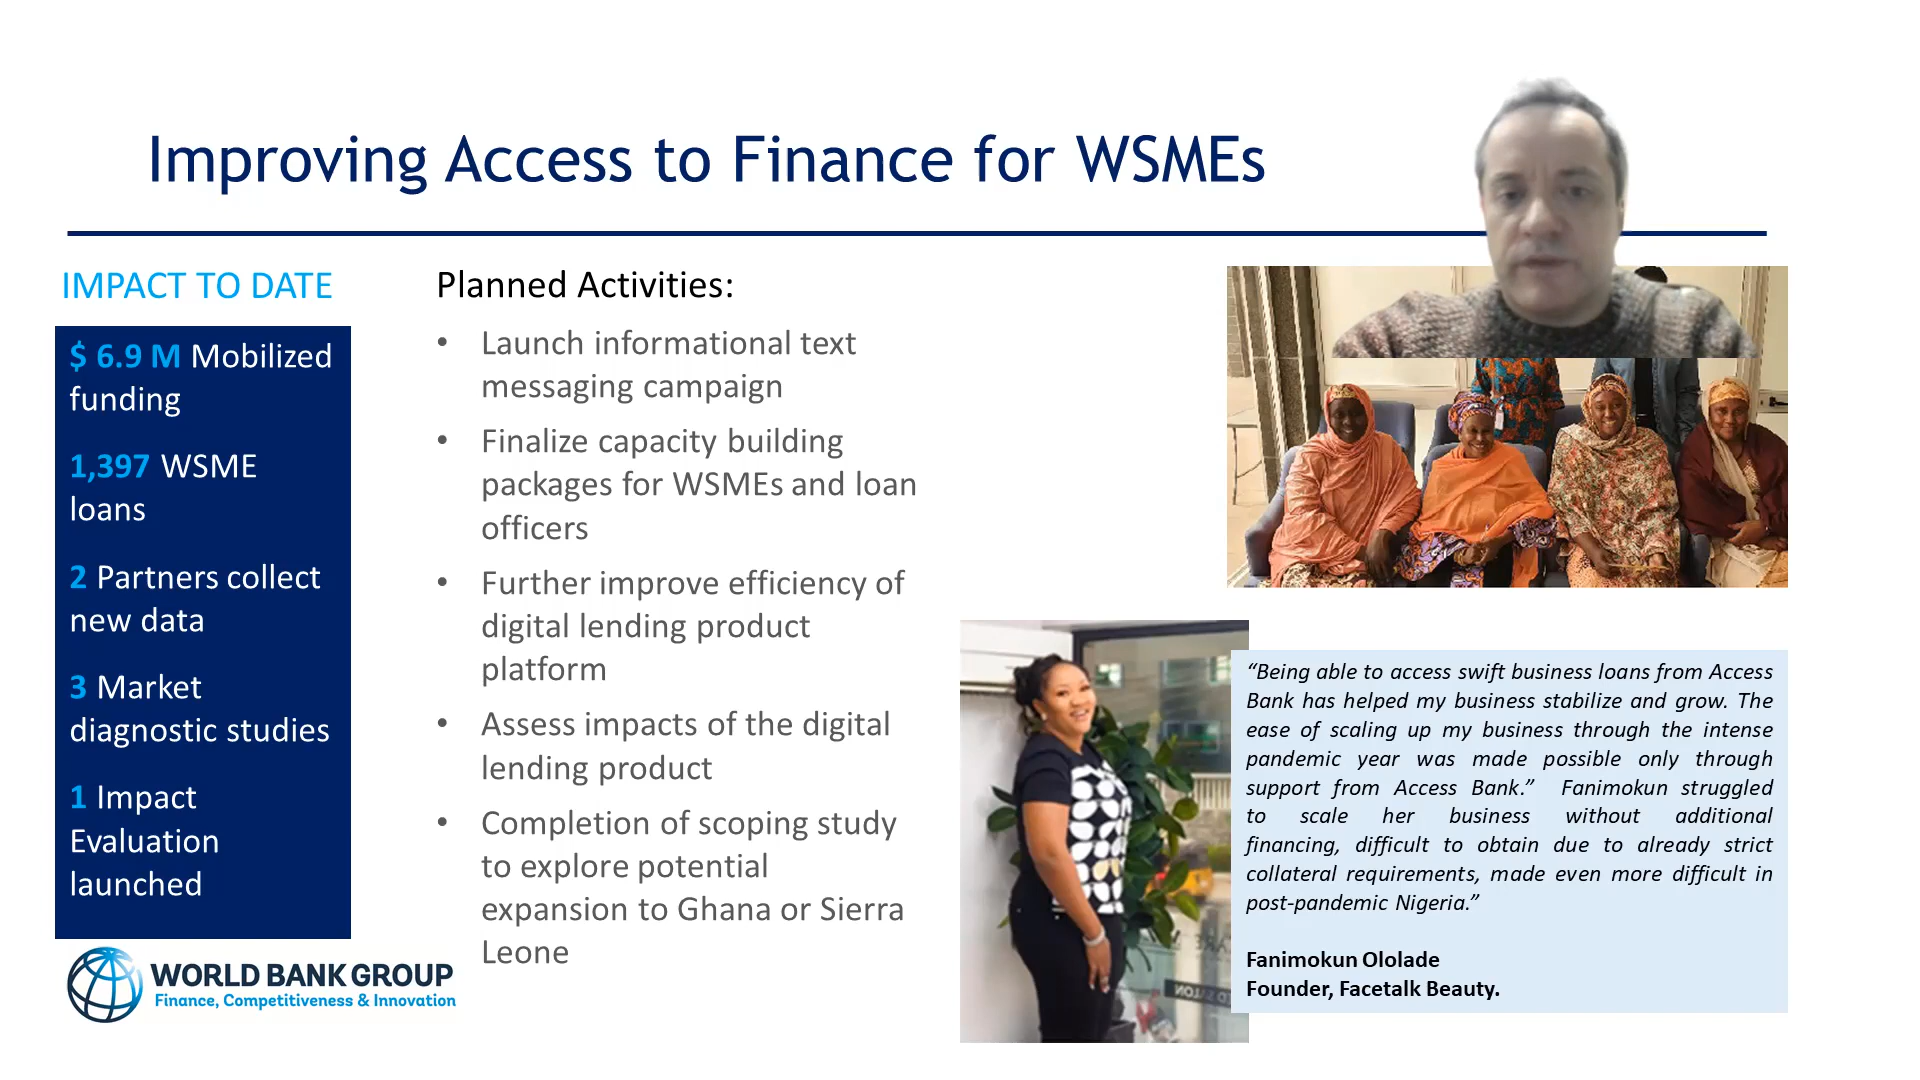 Improving Access to Finance for WSMEs
IMPACT TO DATE
$ 6.9 M Mobilized
funding
1,397 WSME
loans
2 Partners collect
new data
3 Market
diagnostic studies
1 Impact
Evaluation
launched
WORLD BANK GROUP
Finance, Competitiveness & Innovation
Planned Activities:
• Launch informational text
messaging campaign
• Finalize capacity building
packages for WSMEs and loan
officers
• Further improve efficiency of
digital lending product
platform
• Assess impacts of the digital
lending product
• Completion of scoping study
to explore potential
expansion to Ghana or Sierra
Leone
“Being able to access swift business loans from Access
Bank has helped my business stabilize and grow. The
ease of scaling up my business through the intense
pandemic year was made possible only through
support from Access Bank.” Fanimokun struggled
to scale her business without additional
financing, difficult to obtain due to already strict
collateral requirements, made even more difficult in
post-pandemic Nigeria.”
Fanimokun Ololade
Founder, Facetalk Beauty.